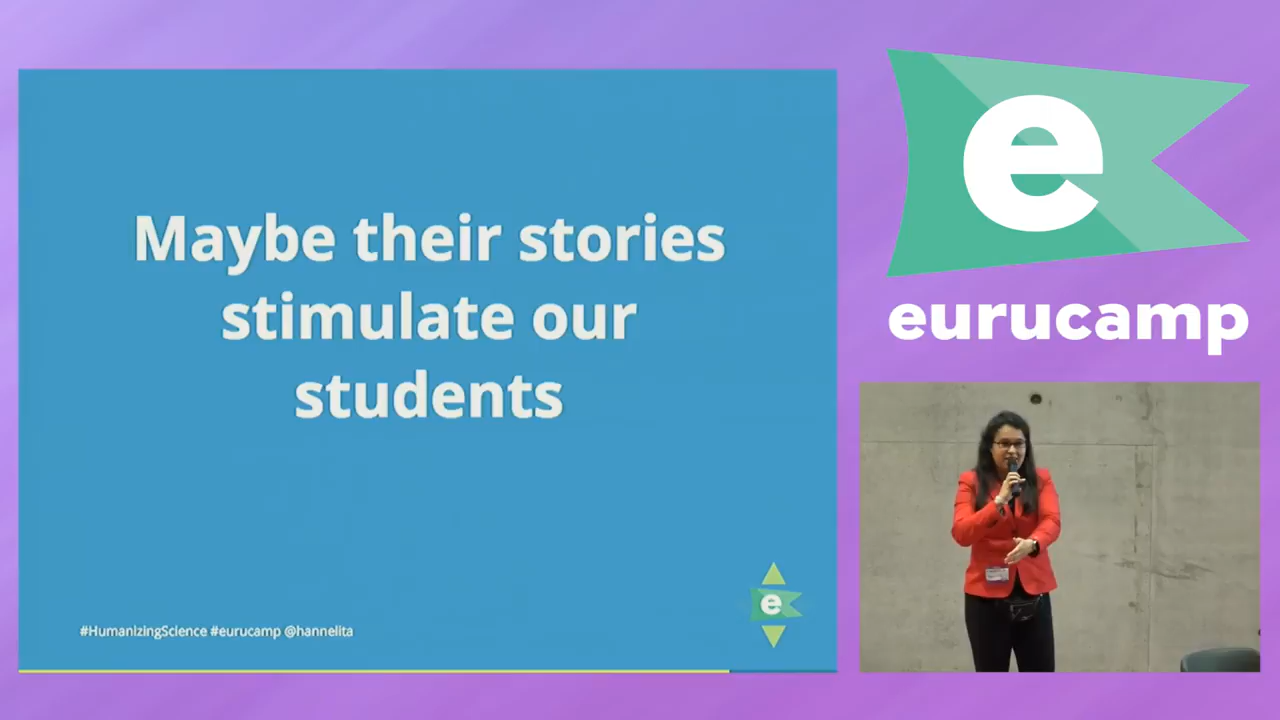 Maybe their stories
stimulate our
students
#HumanizingScience #eurucamp @hannelita
e
e
eurucamp